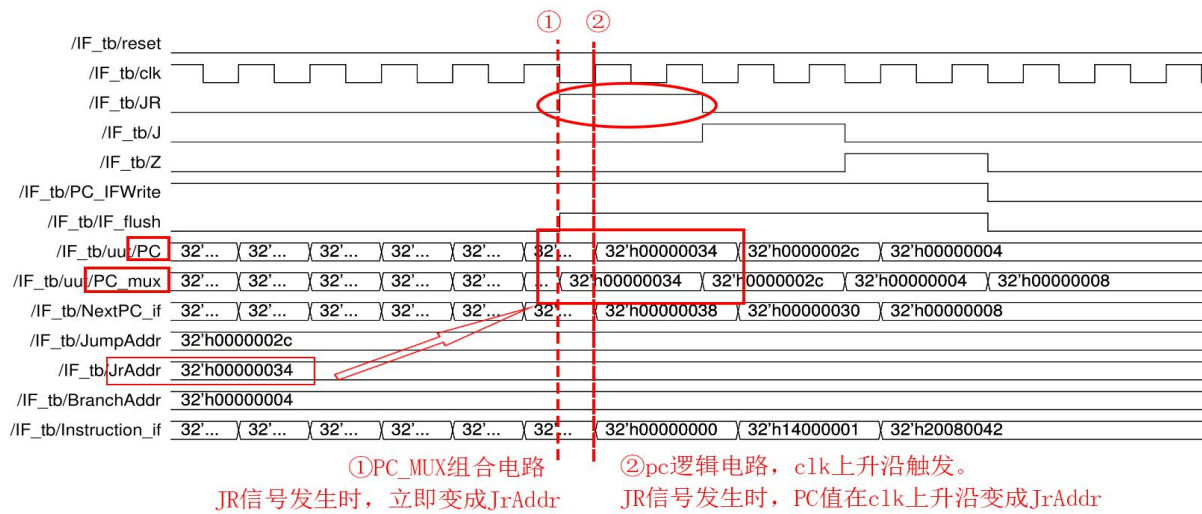 ① ②
/IF_tb/reset
/IF_tb/clk
/IF_tb/JR
/IF_tb/J
/IF_tb/Z
/IF_tb/PC_IFWrite
/IF_tb/IF_flush
/IF_tb/uut/PC 32'... 32'... 32'... 32'... 32'... 32'... 32'h00000034 32'h0000002c 32'h00000004
/IF_tb/uut/PC_mux 32'... 32'... 32'... 32'... 32'... ... 32'h00000034 32'h0000002c 32'h00000004 32'h00000008
/IF_tb/NextPC_if 32'... 32'... 32'... 32'... 32'... 32'... 32'h00000038 32'h00000030 32'h00000008
/IF_tb/JumpAddr 32'h0000002c
/IF_tb/JrAddr 32'h00000034
/IF_tb/BranchAddr 32'h00000004
/IF_tb/Instruction_if 32'... 32'... 32'... 32'... 32'... 32'... 32'h00000000 32'h14000001 32'h20080042
①PC_MUX组合电路
JR信号发生时，立即变成JrAddr
②pc逻辑电路，clk上升沿触发。
JR信号发生时，PC值在clk上升沿变成JrAddr